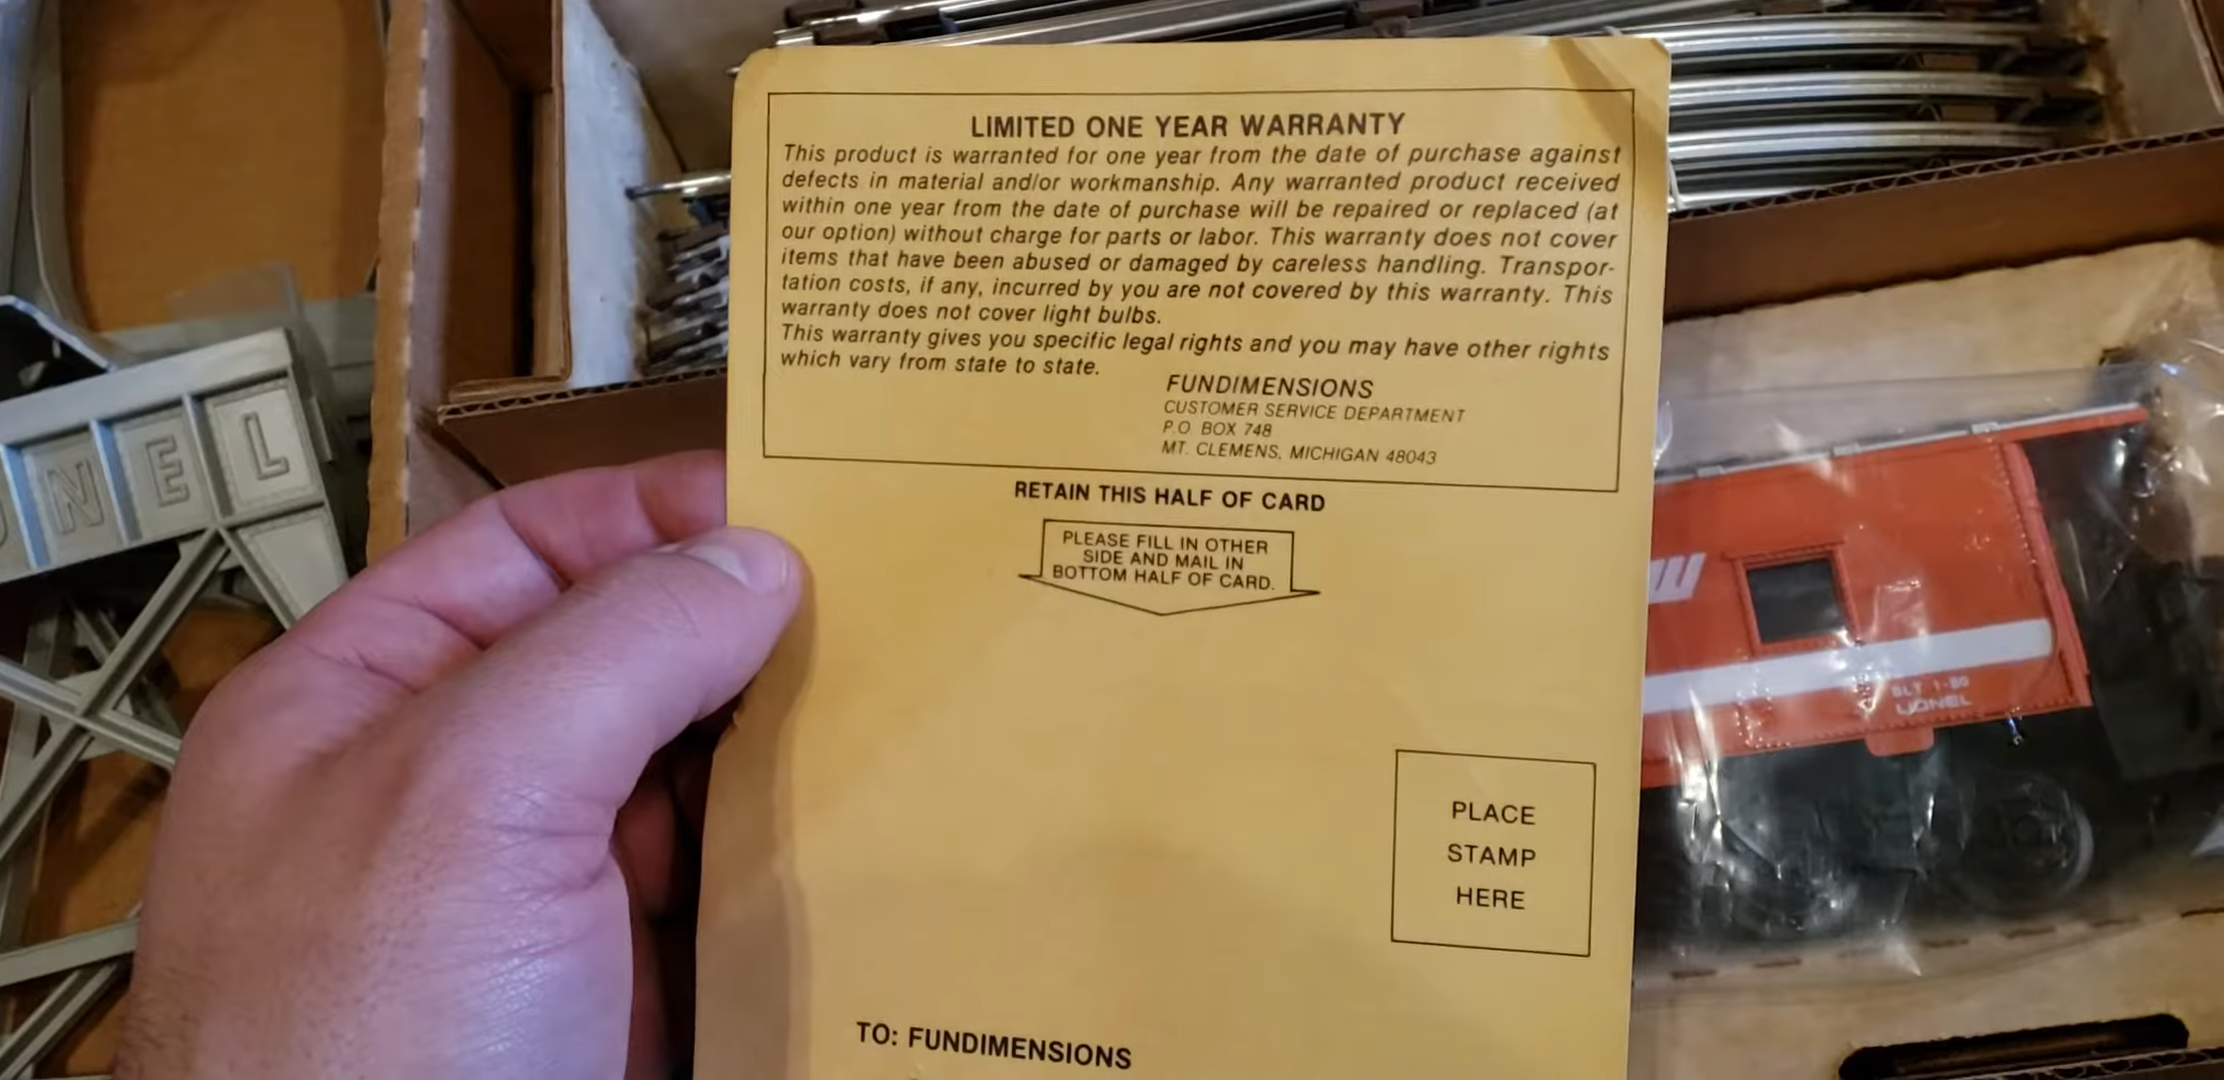 LIMITED ONE YEAR WARRANTY
This product is warranted for one year from the date of purchase against
defects in material and/or workmanship. Any warranted product received
within one year from the date of purchase will be repaired or replaced (at
our option) without charge for parts or labor. This warranty does not cover
items that have been abused or damaged by careless handling. Transpor-
tation costs, if any, incurred by you are not covered by this warranty. This
warranty does not cover light bulbs.
This warranty gives you specific legal rights and you may have other rights
which vary from state to state.
FUNDIMENSIONS
CUSTOMER SERVICE DEPARTMENT
P.O. BOX 748
MT. CLEMENS, MICHIGAN 48043
RETAIN THIS HALF OF CARD
PLEASE FILL IN OTHER
SIDE AND MAIL IN
BOTTOM HALF OF CARD.
PLACE
STAMP
HERE
TO: FUNDIMENSIONS
NEL
W
BLT 1-80
LIONEL